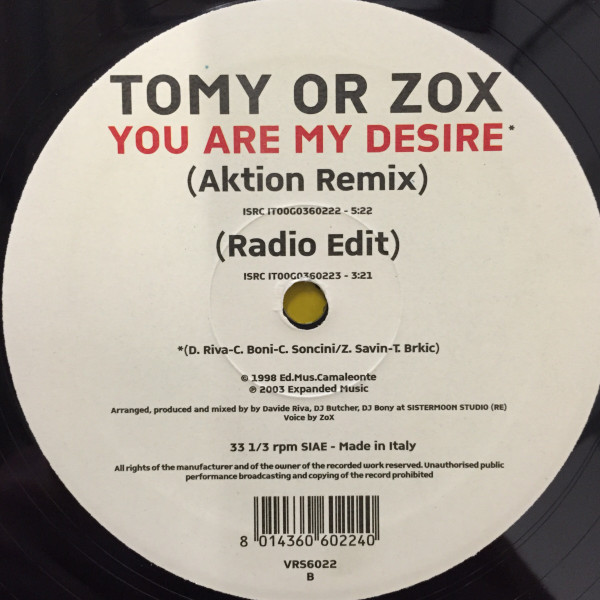 TOMY OR ZOX
YOU ARE MY DESIRE*
(Aktion Remix)
ISRC IT00G0360222 - 5:22
(Radio Edit)
ISRC IT00G0360223 - 3:21
*(D. Riva-C. Boni-C. Soncini/Z. Savin-T. Brkic)
© 1998 Ed.Mus.Camaleonte
℗ 2003 Expanded Music
Arranged, produced and mixed by by Davide Riva, DJ Butcher, DJ Bony at SISTERMOON STUDIO (RE)
Voice by ZoX
33 1/3 rpm SIAE - Made in Italy
All rights of the manufacturer and of the owner of the recorded work reserved. Unauthorised public
performance broadcasting and copying of the record prohibited
8 014360 602240
VRS6022
B